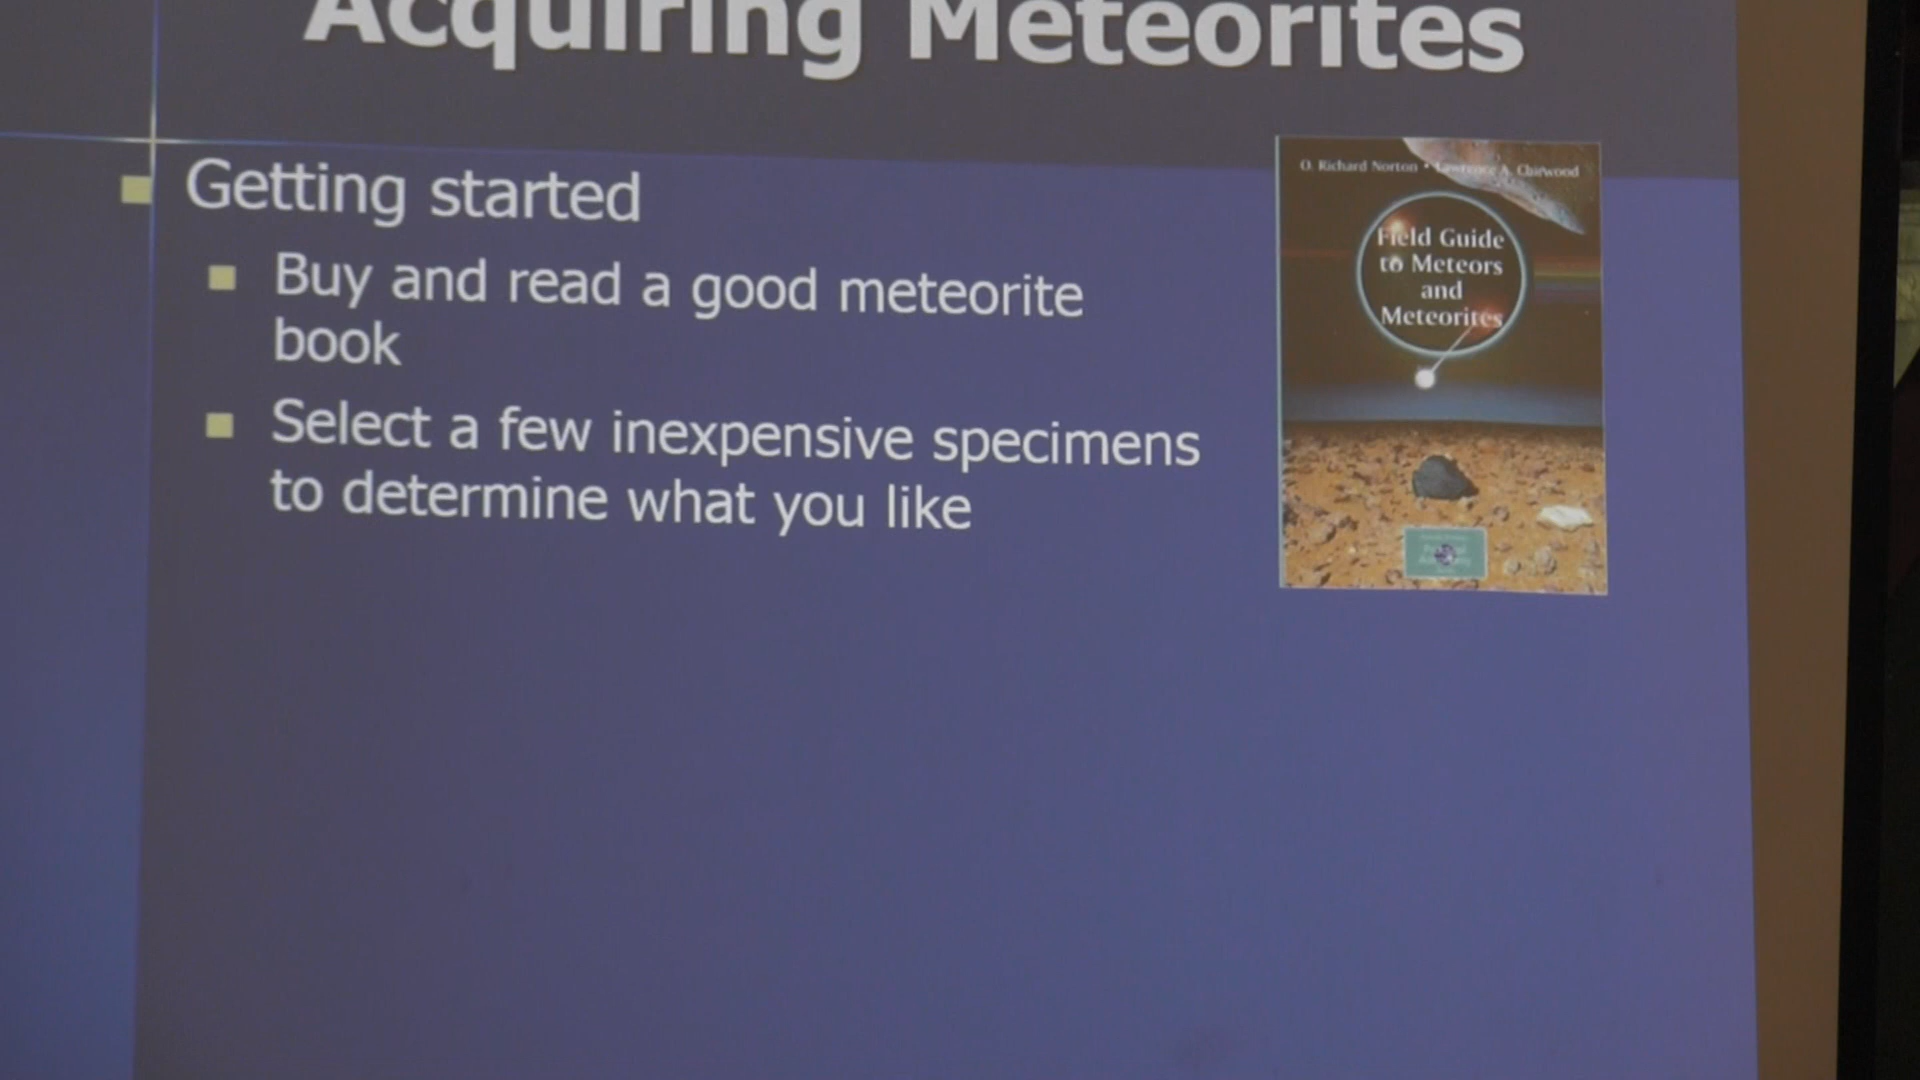 Acquiring Meteorites
Getting started
Buy and read a good meteorite
book
Select a few inexpensive specimens
to determine what you like
O. Richard Norton • Lawrence A. Chitwood
Field Guide
to Meteors
and
Meteorites